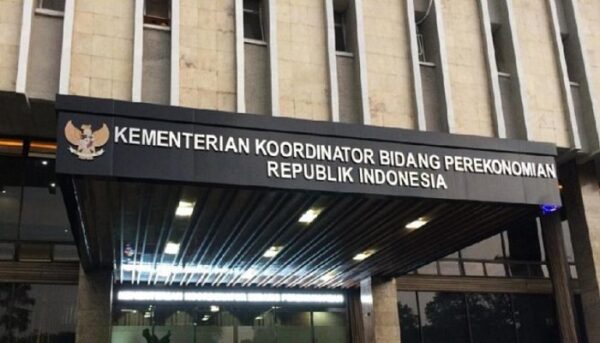 KEMENTERIAN KOORDINATOR BIDANG PEREKONOMIAN
REPUBLIK INDONESIA